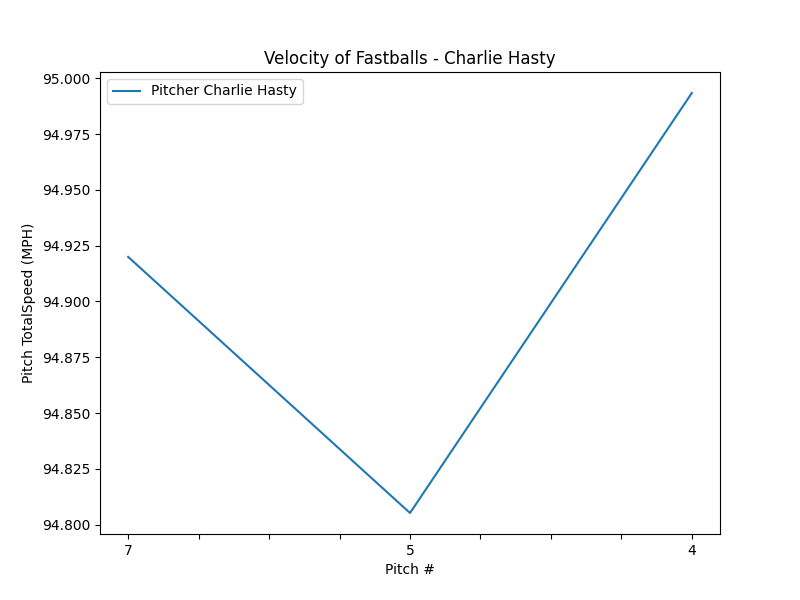 Velocity of Fastballs - Charlie Hasty
Pitcher Charlie Hasty
95.000
94.975
94.950
94.925
94.900
94.875
94.850
94.825
94.800
Pitch TotalSpeed (MPH)
7 5 4
Pitch #